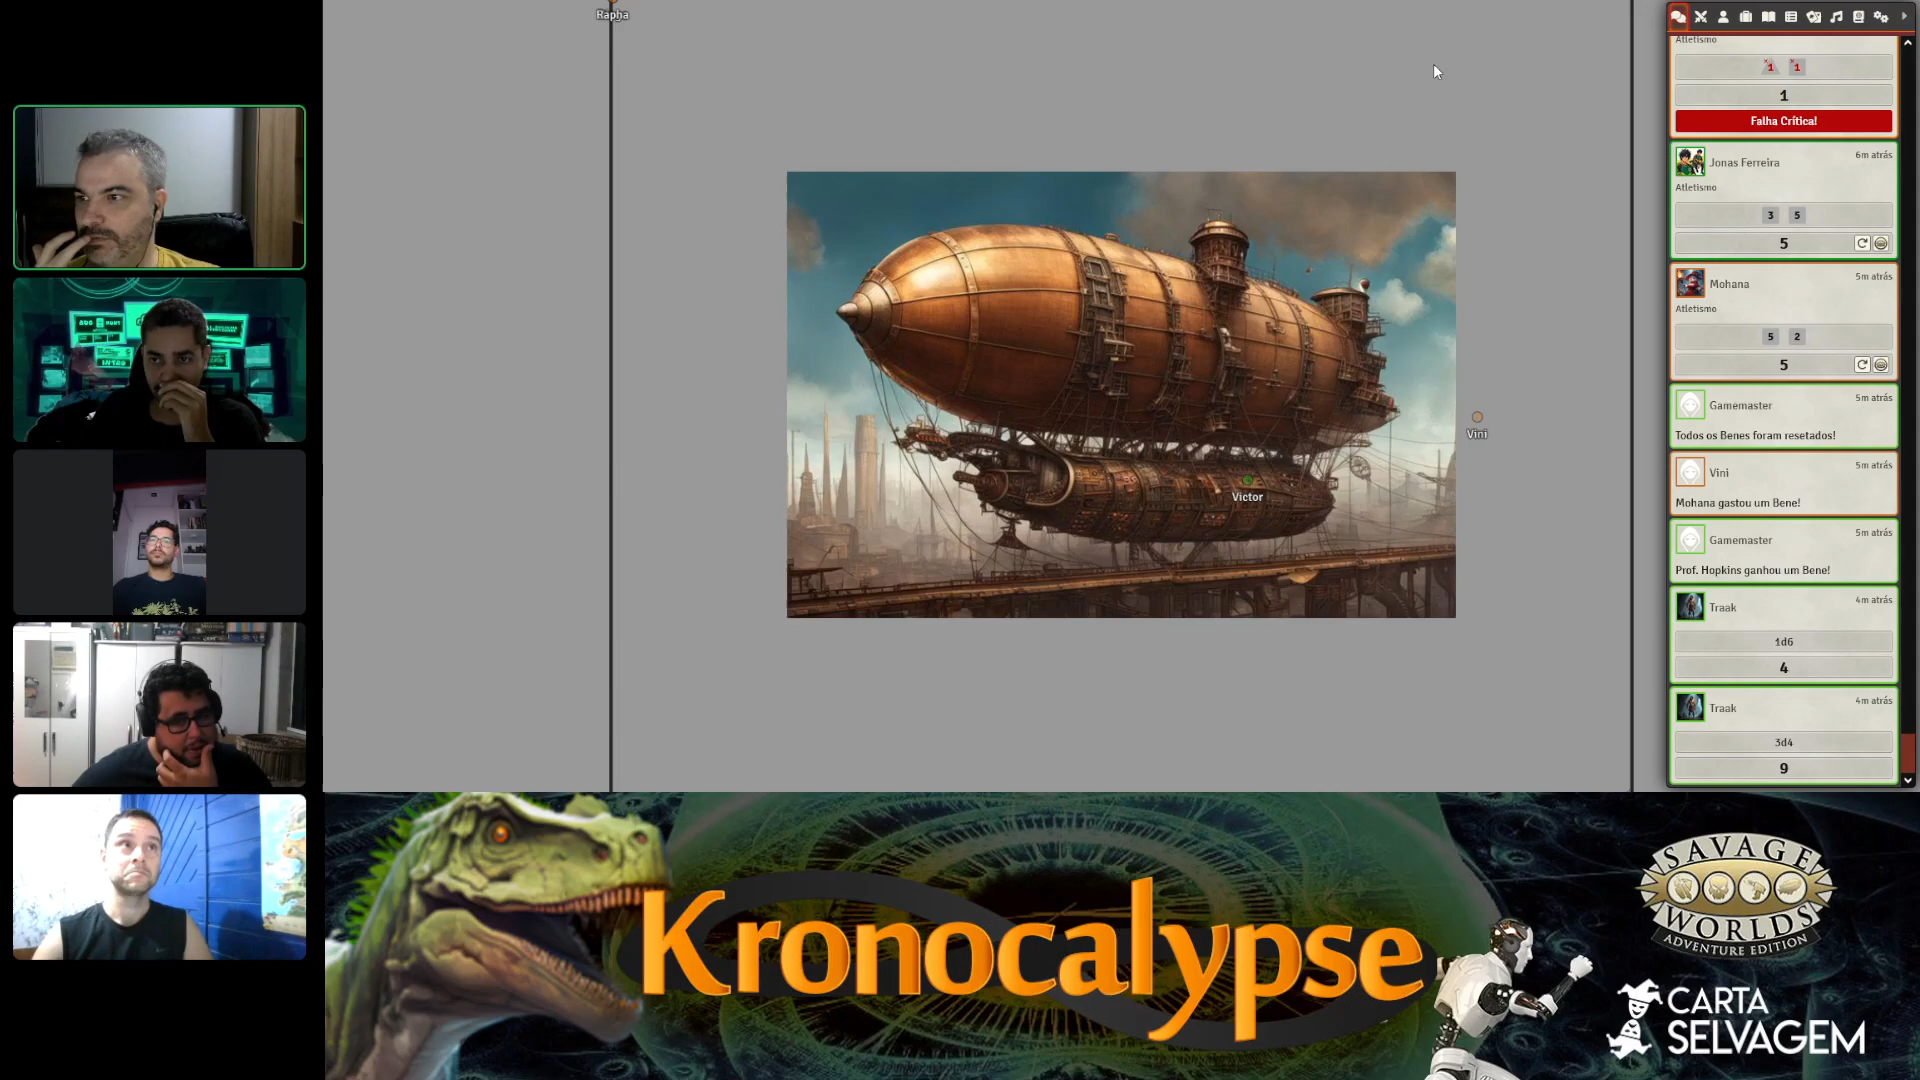 Rapha
Vini
Victor
Atletismo
1 1
1
Falha Crítica!
Jonas Ferreira
6m atrás
Atletismo
3 5
5
Mohana
5m atrás
Atletismo
5 2
5
Gamemaster
5m atrás
Todos os Benes foram resetados!
Vini
5m atrás
Mohana gastou um Bene!
Gamemaster
5m atrás
Prof. Hopkins ganhou um Bene!
Traak
4m atrás
1d6
4
Traak
4m atrás
3d4
9
Kronocalypse
SAVAGE
WORLDS
ADVENTURE EDITION
CARTA
SELVAGEM